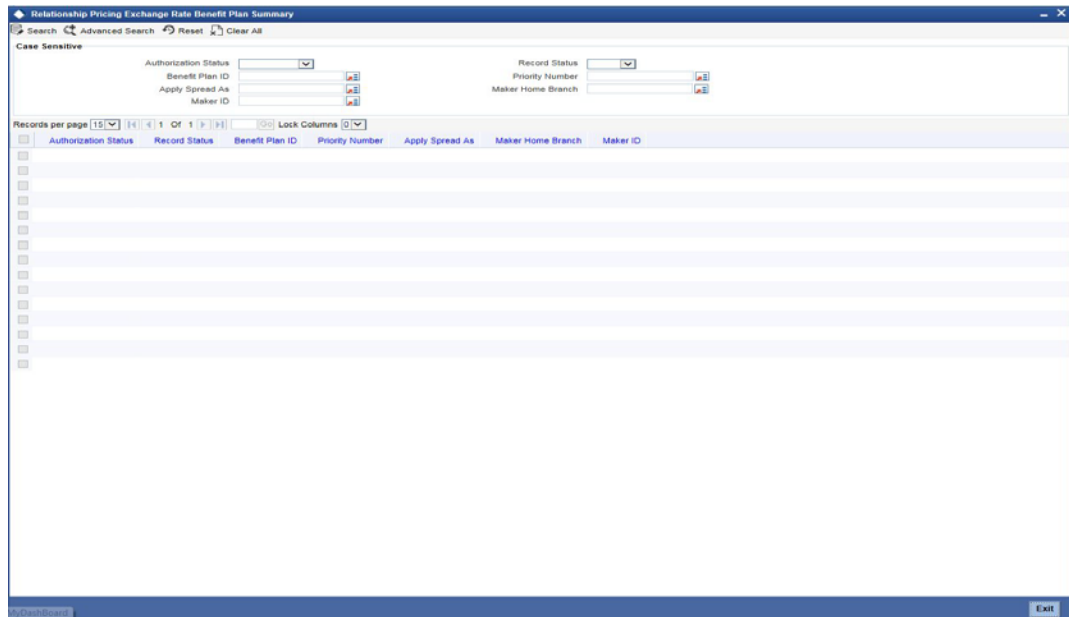 Relationship Pricing Exchange Rate Benefit Plan Summary
Search Advanced Search Reset Clear All
Case Sensitive
Authorization Status Record Status
Benefit Plan ID Priority Number
Apply Spread As Maker Home Branch
Maker ID
Records per page 15 1 Of 1 Go Lock Columns 0
Authorization Status Record Status Benefit Plan ID Priority Number Apply Spread As Maker Home Branch Maker ID
MyDashBoard
Exit